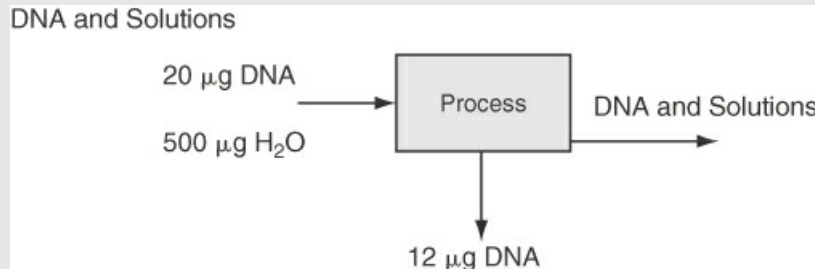 DNA and Solutions
20 μg DNA
500 μg H₂O
Process
DNA and Solutions
12 μg DNA